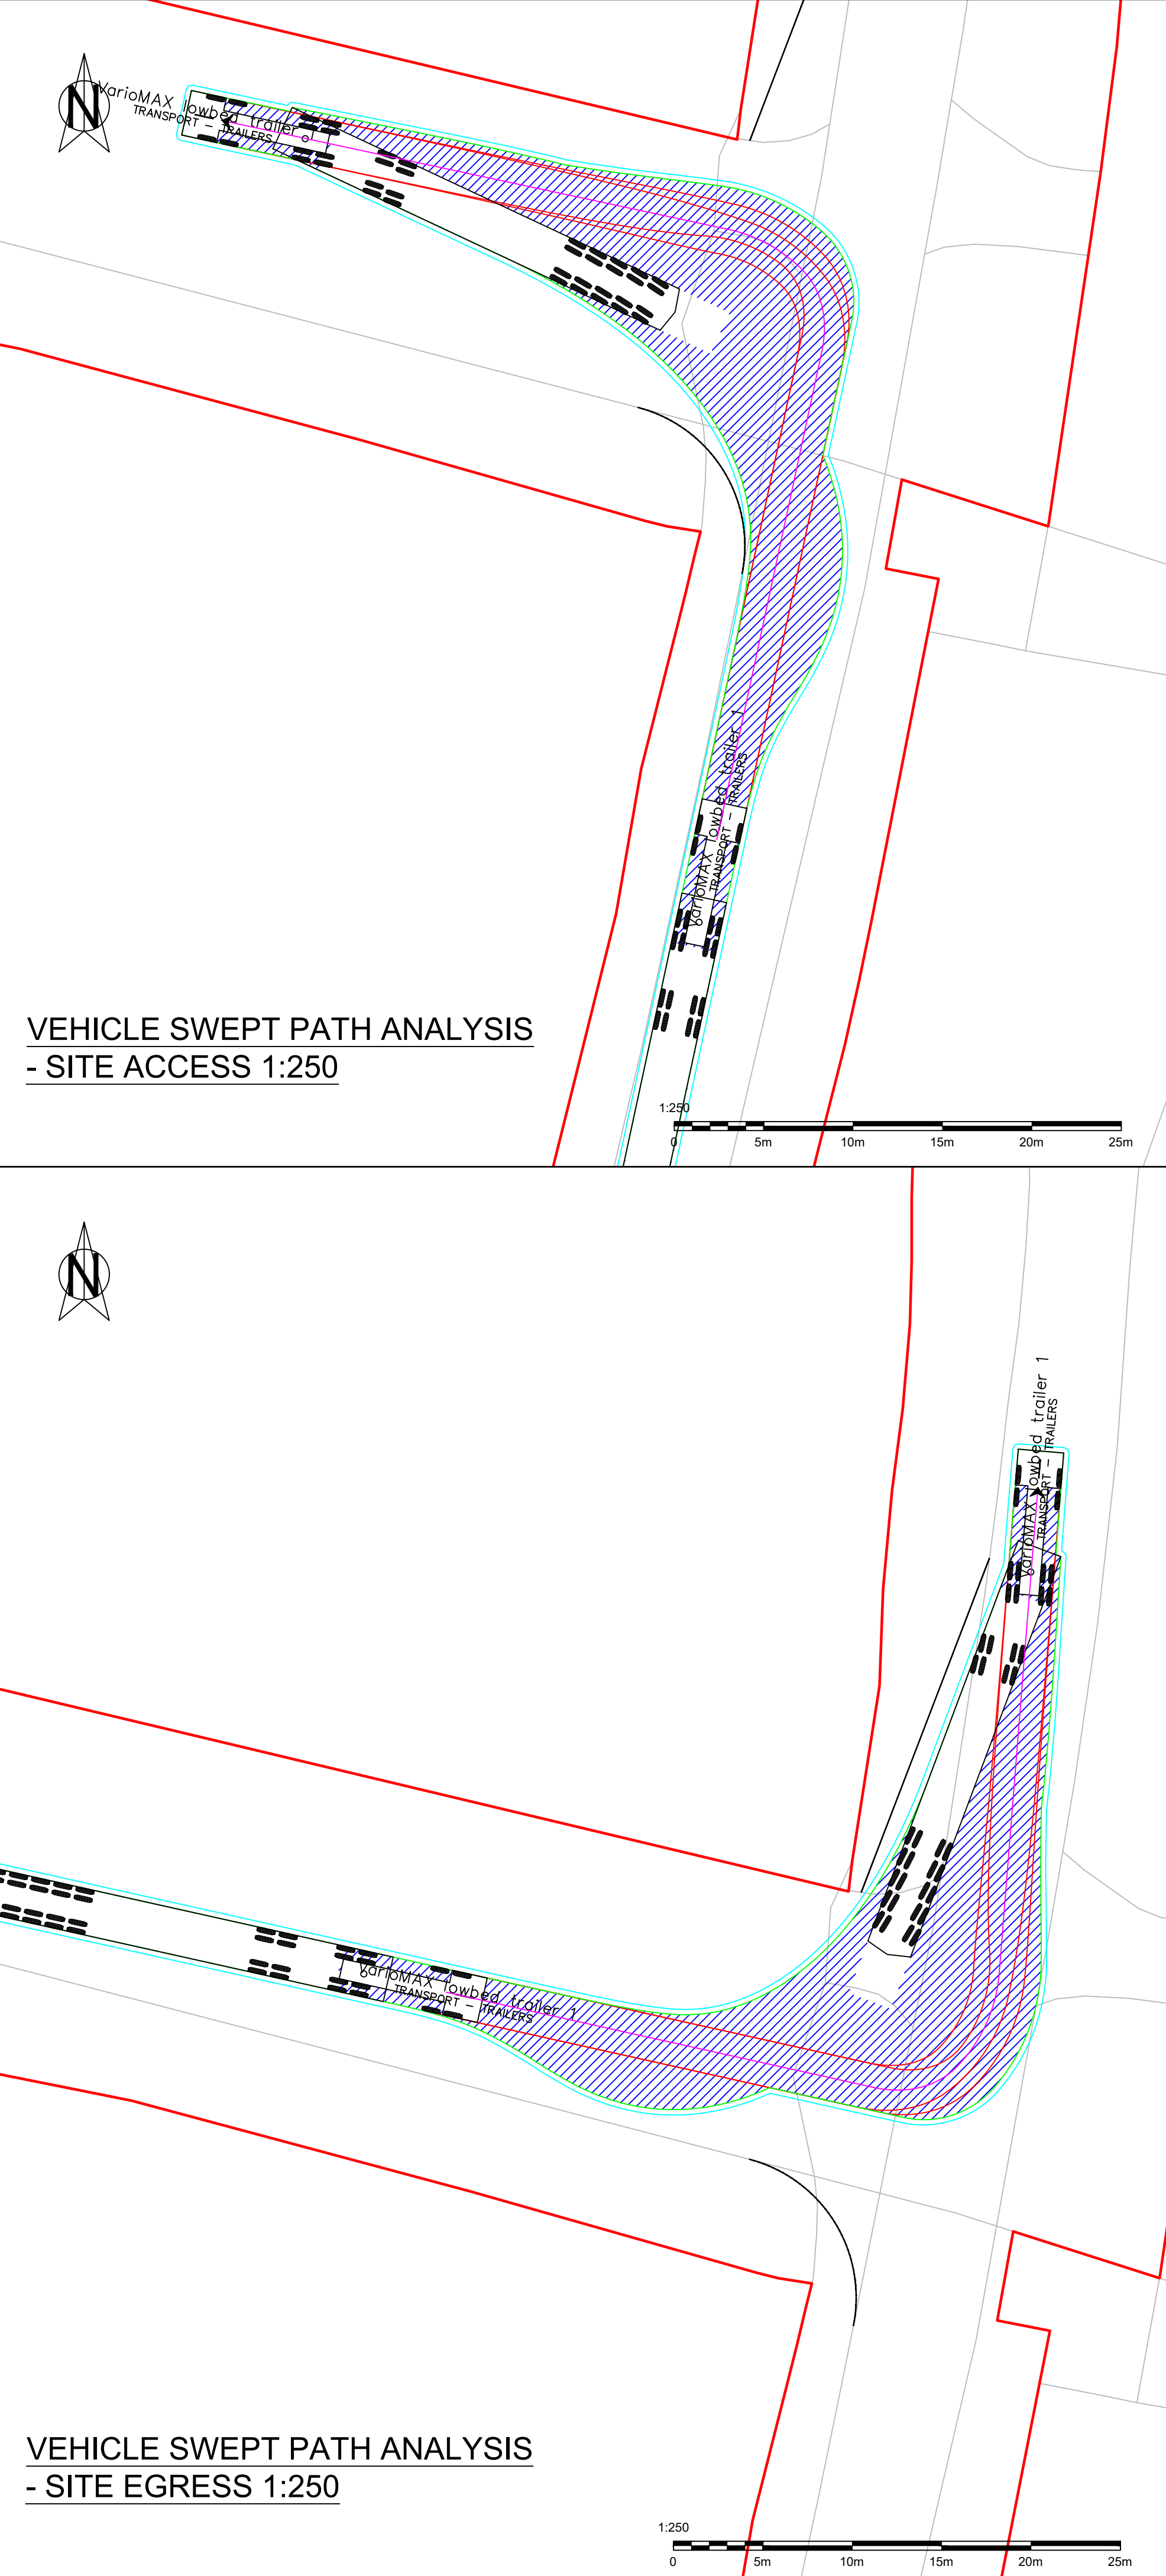 N
VarioMAX lowbed trailer
TRANSPORT - TRAILERS
VarioMAX lowbed trailer 1
TRANSPORT - TRAILERS
VEHICLE SWEPT PATH ANALYSIS
- SITE ACCESS 1:250
1:250
0 5m 10m 15m 20m 25m
N
VarioMAX lowbed trailer 1
TRANSPORT - TRAILERS
VarioMAX lowbed trailer 1
TRANSPORT - TRAILERS
VEHICLE SWEPT PATH ANALYSIS
- SITE EGRESS 1:250
1:250
0 5m 10m 15m 20m 25m